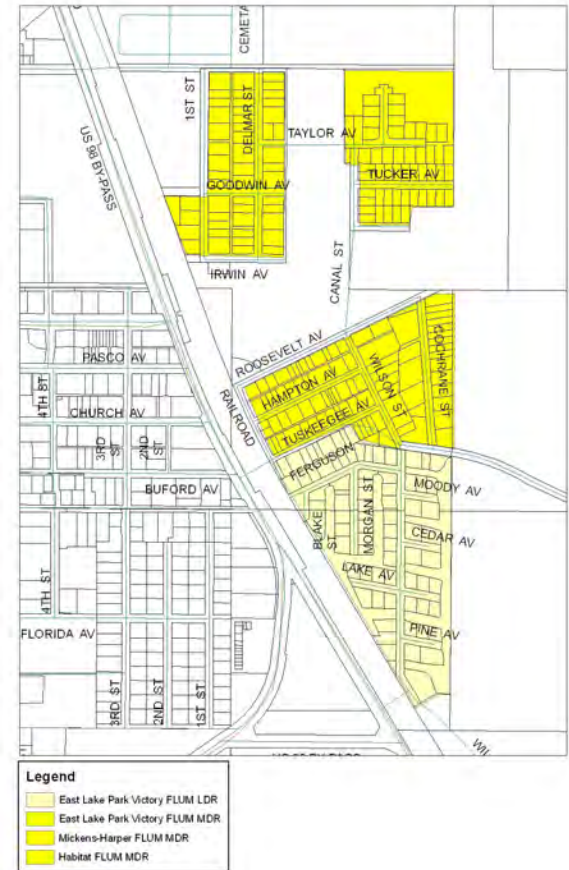 CEMETA
1ST ST
DELMAR ST
TAYLOR AV
US 98 BY-PASS
TUCKER AV
GOODWIN AV
CANAL ST
IRWIN AV
ROOSEVELT AV
COCHRANE ST
PASCO AV
WILSON ST
HAMPTON AV
4TH ST
RAILROAD
CHURCH AV
TUSKEEGEE AV
3RD ST
2ND ST
FERGUSON
BUFORD AV
MOODY AV
BLAKE ST
MORGAN ST
CEDAR AV
LAKE AV
4TH ST
FLORIDA AV
PINE AV
3RD ST
2ND ST
1ST ST
Legend
East Lake Park Victory FLUM LDR
East Lake Park Victory FLUM MDR
Mickens-Harper FLUM MDR
Habitat FLUM MDR